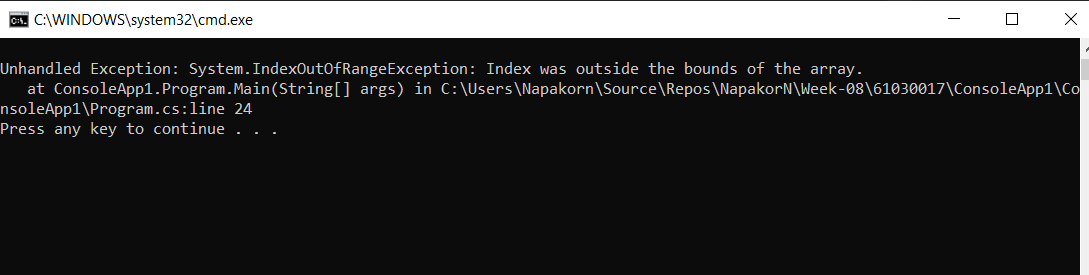 C:\WINDOWS\system32\cmd.exe
Unhandled Exception: System.IndexOutOfRangeException: Index was outside the bounds of the array.
   at ConsoleApp1.Program.Main(String[] args) in C:\Users\Napakorn\Source\Repos\NapakorN\Week-08\61030017\ConsoleApp1\Co
nsoleApp1\Program.cs:line 24
Press any key to continue . . .